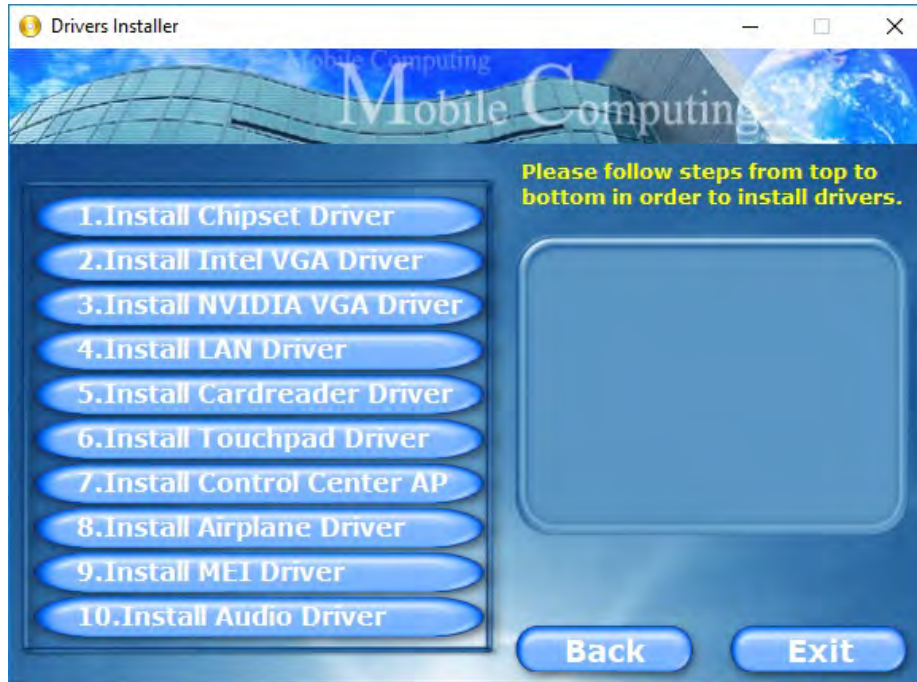 Drivers Installer
Mobile Computing
Mobile Computing
Please follow steps from top to
bottom in order to install drivers.
1.Install Chipset Driver
2.Install Intel VGA Driver
3.Install NVIDIA VGA Driver
4.Install LAN Driver
5.Install Cardreader Driver
6.Install Touchpad Driver
7.Install Control Center AP
8.Install Airplane Driver
9.Install MEI Driver
10.Install Audio Driver
Back
Exit